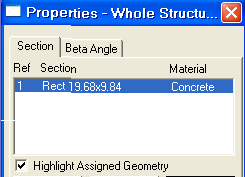 Properties - Whole Structu...
Section Beta Angle
Ref Section Material
1 Rect 19.68x9.84 Concrete
Highlight Assigned Geometry